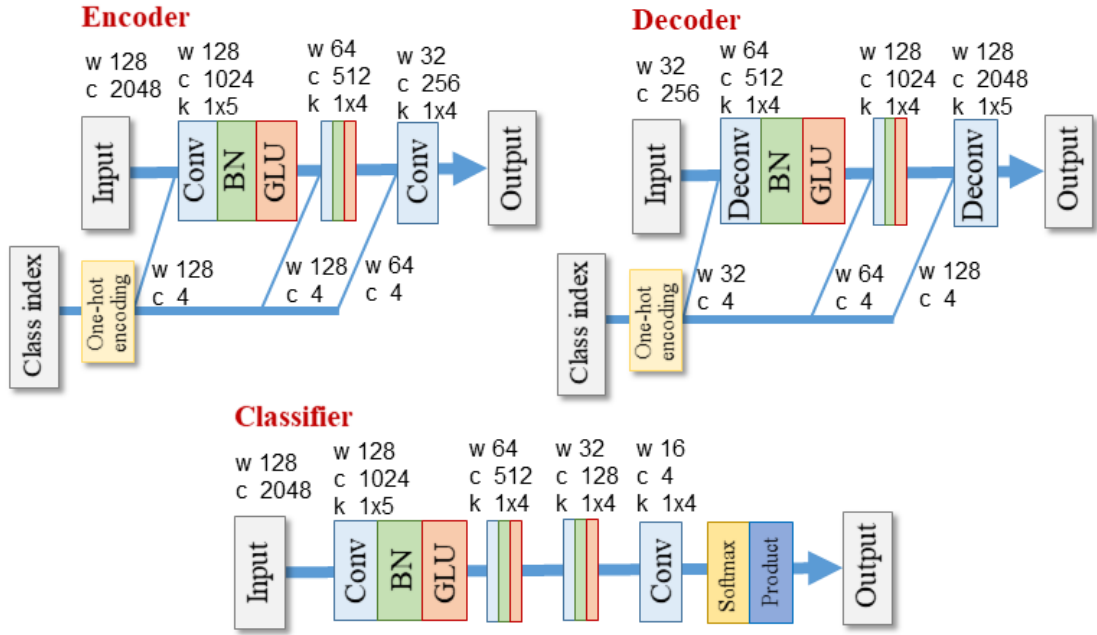 Encoder
w 128
c 2048
w 128
c 1024
k 1x5
w 64
c 512
k 1x4
w 32
c 256
k 1x4
Input
Conv
BN
GLU
Conv
Output
Class index
One-hot
encoding
w 128
c 4
w 128
c 4
w 64
c 4
Decoder
w 32
c 256
w 64
c 512
k 1x4
w 128
c 1024
k 1x4
w 128
c 2048
k 1x5
Input
Deconv
BN
GLU
Deconv
Output
Class index
One-hot
encoding
w 32
c 4
w 64
c 4
w 128
c 4
Classifier
w 128
c 2048
w 128
c 1024
k 1x5
w 64
c 512
k 1x4
w 32
c 128
k 1x4
w 16
c 4
k 1x4
Input
Conv
BN
GLU
Conv
Softmax
Product
Output